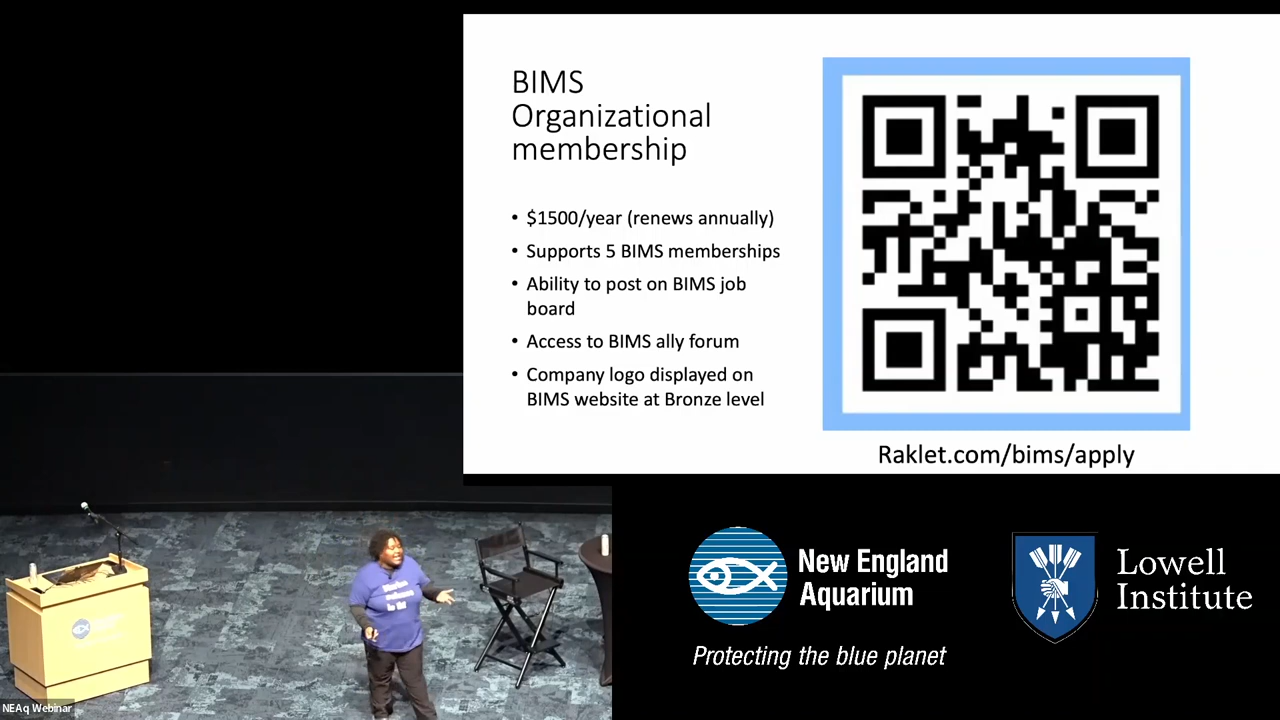 BIMS
Organizational
membership
• $1500/year (renews annually)
• Supports 5 BIMS memberships
• Ability to post on BIMS job
board
• Access to BIMS ally forum
• Company logo displayed on
BIMS website at Bronze level
Raklet.com/bims/apply
New England
Aquarium
Protecting the blue planet
Lowell
Institute
NEAq Webinar